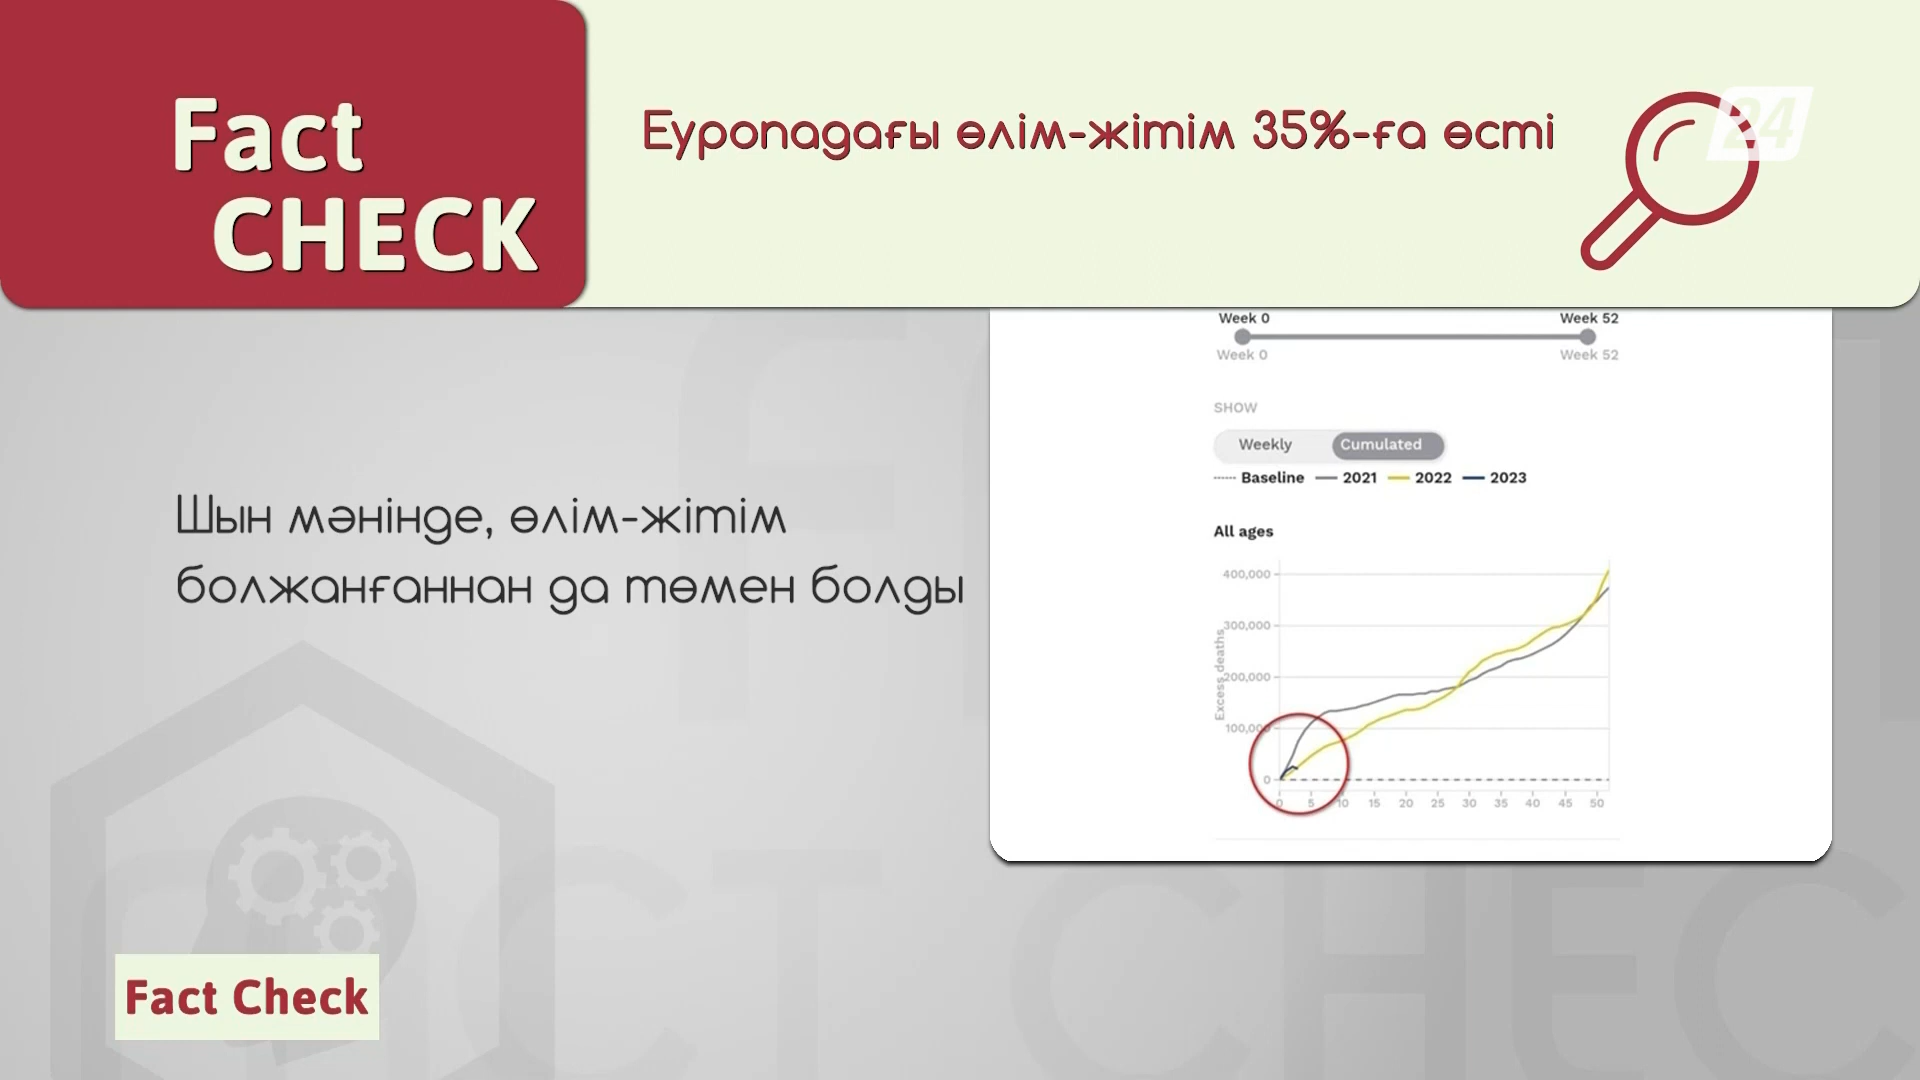 Fact
CHECK
Еуропадағы өлім-жітім 35%-ға өсті
24
Week 0
Week 52
Week 0
Week 52
SHOW
Weekly
Cumulated
Baseline
2021
2022
2023
Шын мәнінде, өлім-жітім
болжанғаннан да төмен болды
All ages
Excess deaths
400,000
300,000
200,000
100,000
0
0 5 10 15 20 25 30 35 40 45 50
Fact Check